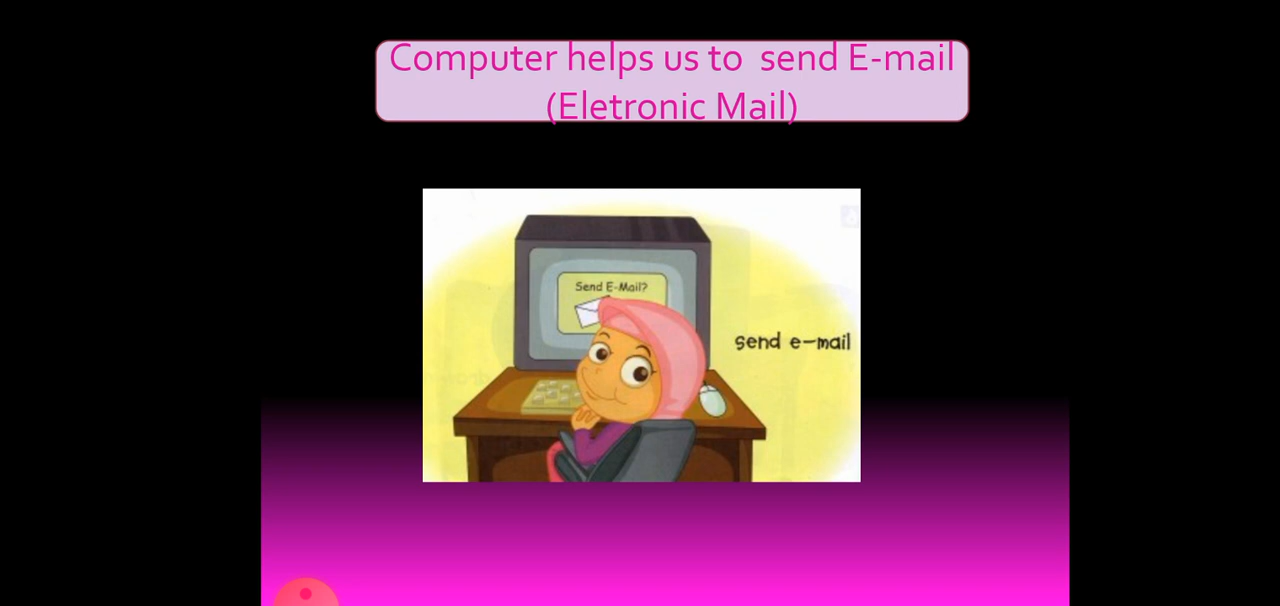 Computer helps us to  send E-mail
(Eletronic Mail)
Send E-Mail?
send e-mail